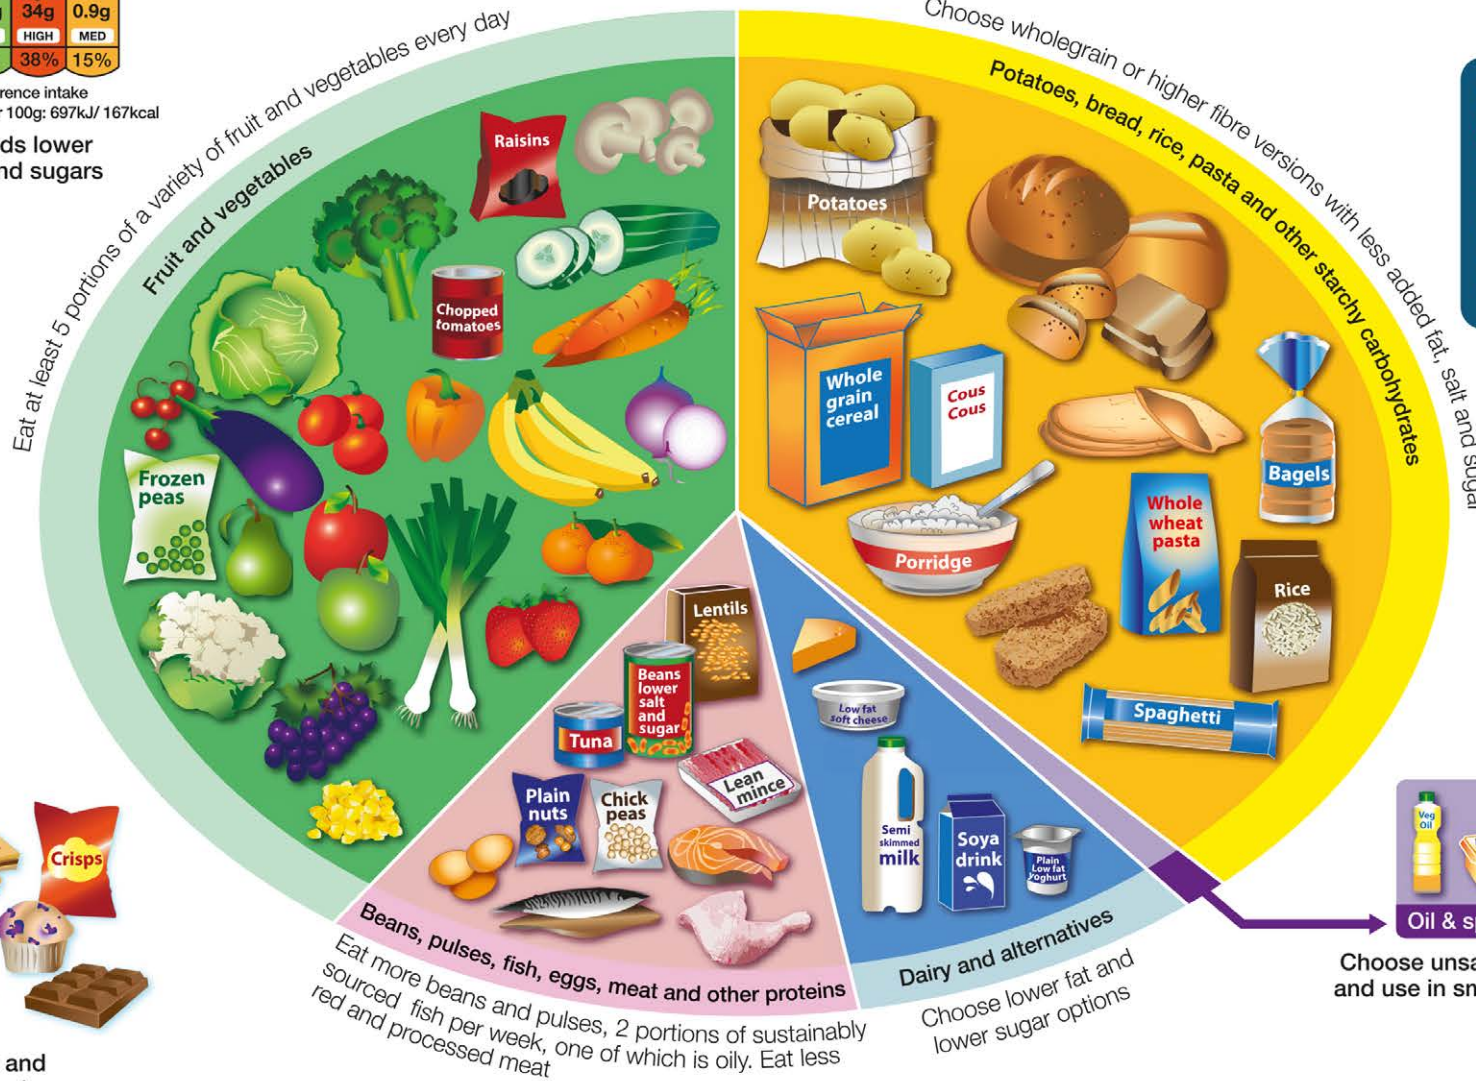 34g 0.9g
HIGH MED
38% 15%
100g: 697kJ/ 167kcal
lower
sugars
Eat at least 5 portions of a variety of fruit and vegetables every day
Fruit and vegetables
Raisins
Chopped
tomatoes
Frozen
peas
Choose wholegrain or higher fibre versions with less added fat, salt and sugar
Potatoes, bread, rice, pasta and other starchy carbohydrates
Potatoes
Whole
grain
cereal
Cous
Cous
Bagels
Porridge
Whole
wheat
pasta
Rice
Spaghetti
Lentils
Beans
lower
salt
and
sugar
Tuna
Plain
nuts
Chick
peas
Lean
mince
Beans, pulses, fish, eggs, meat and other proteins
Eat more beans and pulses, 2 portions of sustainably
sourced fish per week, one of which is oily. Eat less
red and processed meat
Low fat
soft cheese
Semi
skimmed
milk
Soya
drink
Plain
Low fat
yoghurt
Dairy and alternatives
Choose lower fat and
lower sugar options
Crisps
and
Veg
Oil
Oil &
Choose
and use in